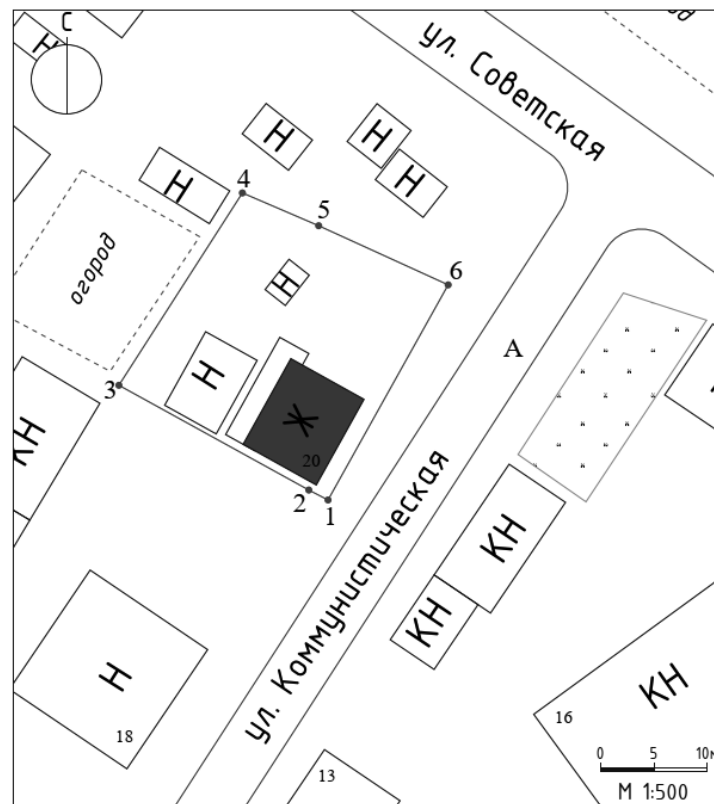 С
Н
ул. Советская
Н
Н
Н
Н
4
5
6
огород
Н
А
3
Н
КН
Ж
20
2
1
КН
КН
ул. Коммунистическая
Н
18
КН
16
13
0 5 10м
М 1:500